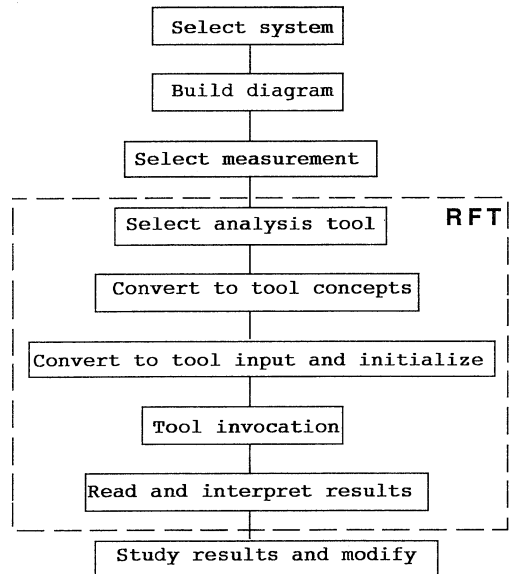 Select system
Build diagram
Select measurement
RFT
Select analysis tool
Convert to tool concepts
Convert to tool input and initialize
Tool invocation
Read and interpret results
Study results and modify